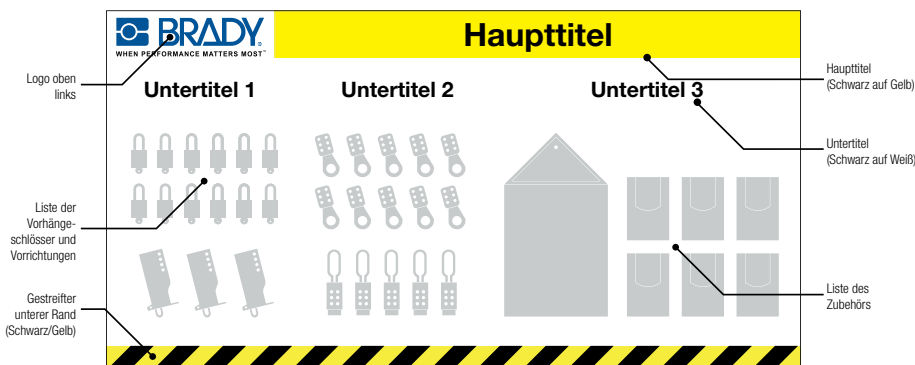 BRADY.
WHEN PERFORMANCE MATTERS MOST™
Haupttitel
Untertitel 1
Untertitel 2
Untertitel 3
Logo oben
links
Liste der
Vorhänge-
schlösser und
Vorrichtungen
Gestreifter
unterer Rand
(Schwarz/Gelb)
Haupttitel
(Schwarz auf Gelb)
Untertitel
(Schwarz auf Weiß)
Liste des
Zubehörs